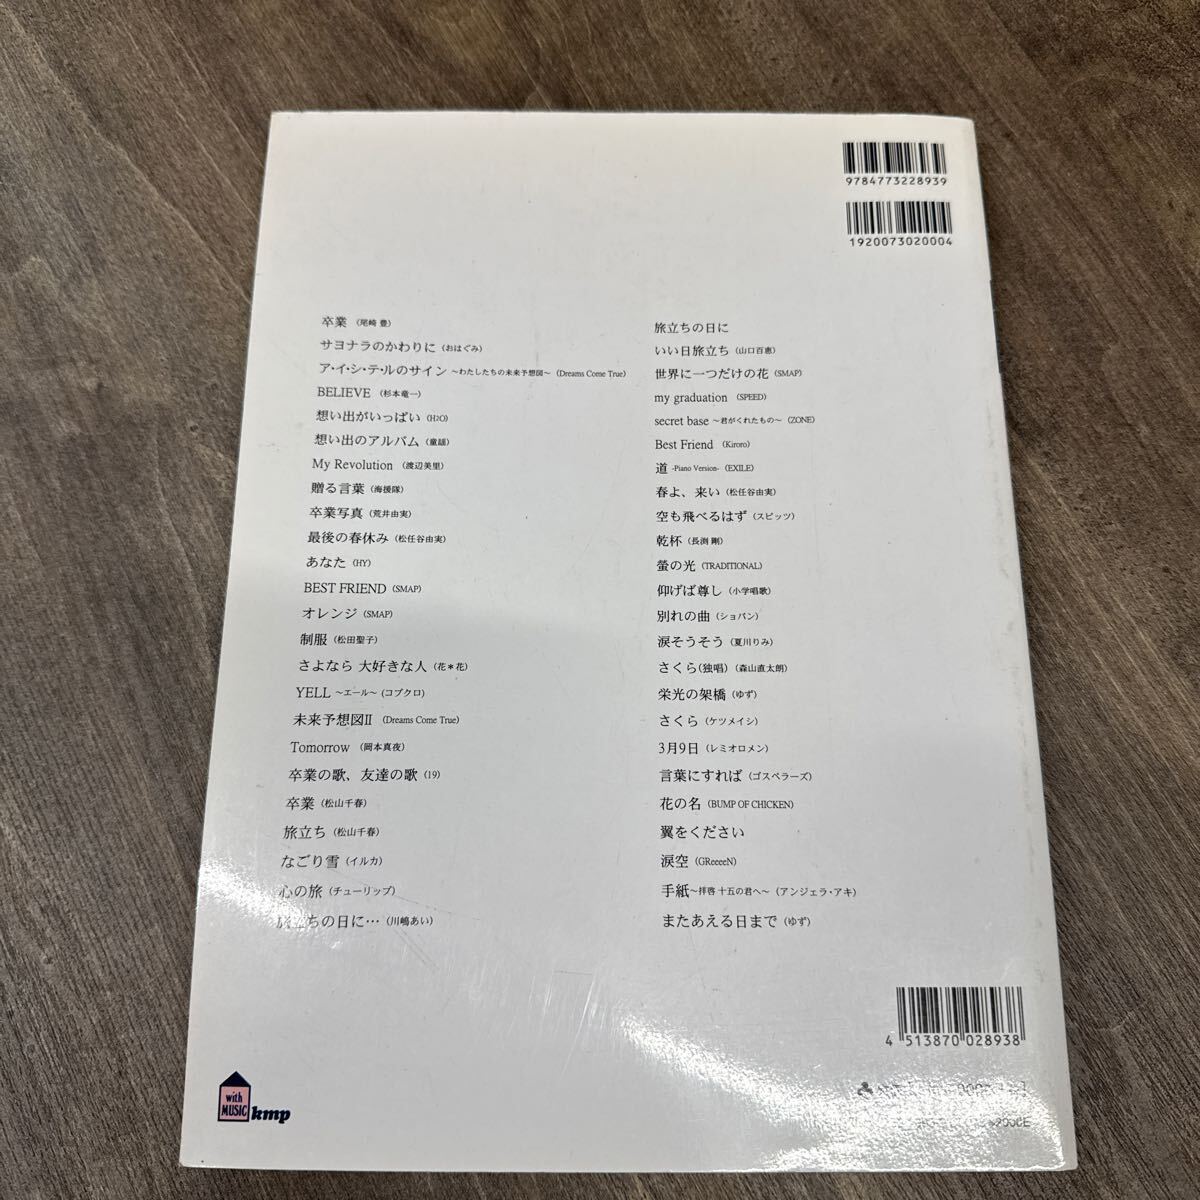 9784773228939
1920073020004
卒業（尾崎 豊）
サヨナラのかわりに（おはぐみ）
ア・イ・シ・テ・ルのサイン ～わたしたちの未来予想図～（Dreams Come True）
BELIEVE （杉本竜一）
想い出がいっぱい（H2O）
想い出のアルバム（童謡）
My Revolution （渡辺美里）
贈る言葉（海援隊）
卒業写真（荒井由実）
最後の春休み（松任谷由実）
あなた（HY）
BEST FRIEND（SMAP）
オレンジ（SMAP）
制服（松田聖子）
さよなら 大好きな人（花＊花）
YELL ～エール～（コブクロ）
未来予想図Ⅱ （Dreams Come True）
Tomorrow （岡本真夜）
卒業の歌、友達の歌（19）
卒業（松山千春）
旅立ち（松山千春）
なごり雪（イルカ）
心の旅（チューリップ）
旅立ちの日に…（川嶋あい）
旅立ちの日に
いい日旅立ち（山口百恵）
世界に一つだけの花（SMAP）
my graduation （SPEED）
secret base ～君がくれたもの～（ZONE）
Best Friend （Kiroro）
道 -Piano Version-（EXILE）
春よ、来い（松任谷由実）
空も飛べるはず（スピッツ）
乾杯（長渕 剛）
螢の光（TRADITIONAL）
仰げば尊し（小学唱歌）
別れの曲（ショパン）
涙そうそう（夏川りみ）
さくら（独唱）（森山直太朗）
栄光の架橋（ゆず）
さくら（ケツメイシ）
3月9日（レミオロメン）
言葉にすれば（ゴスペラーズ）
花の名（BUMP OF CHICKEN）
翼をください
涙空（GReeeeN）
手紙～拝啓 十五の君へ～（アンジェラ・アキ）
またあえる日まで（ゆず）
4 513870 028938
with
MUSIC
kmp